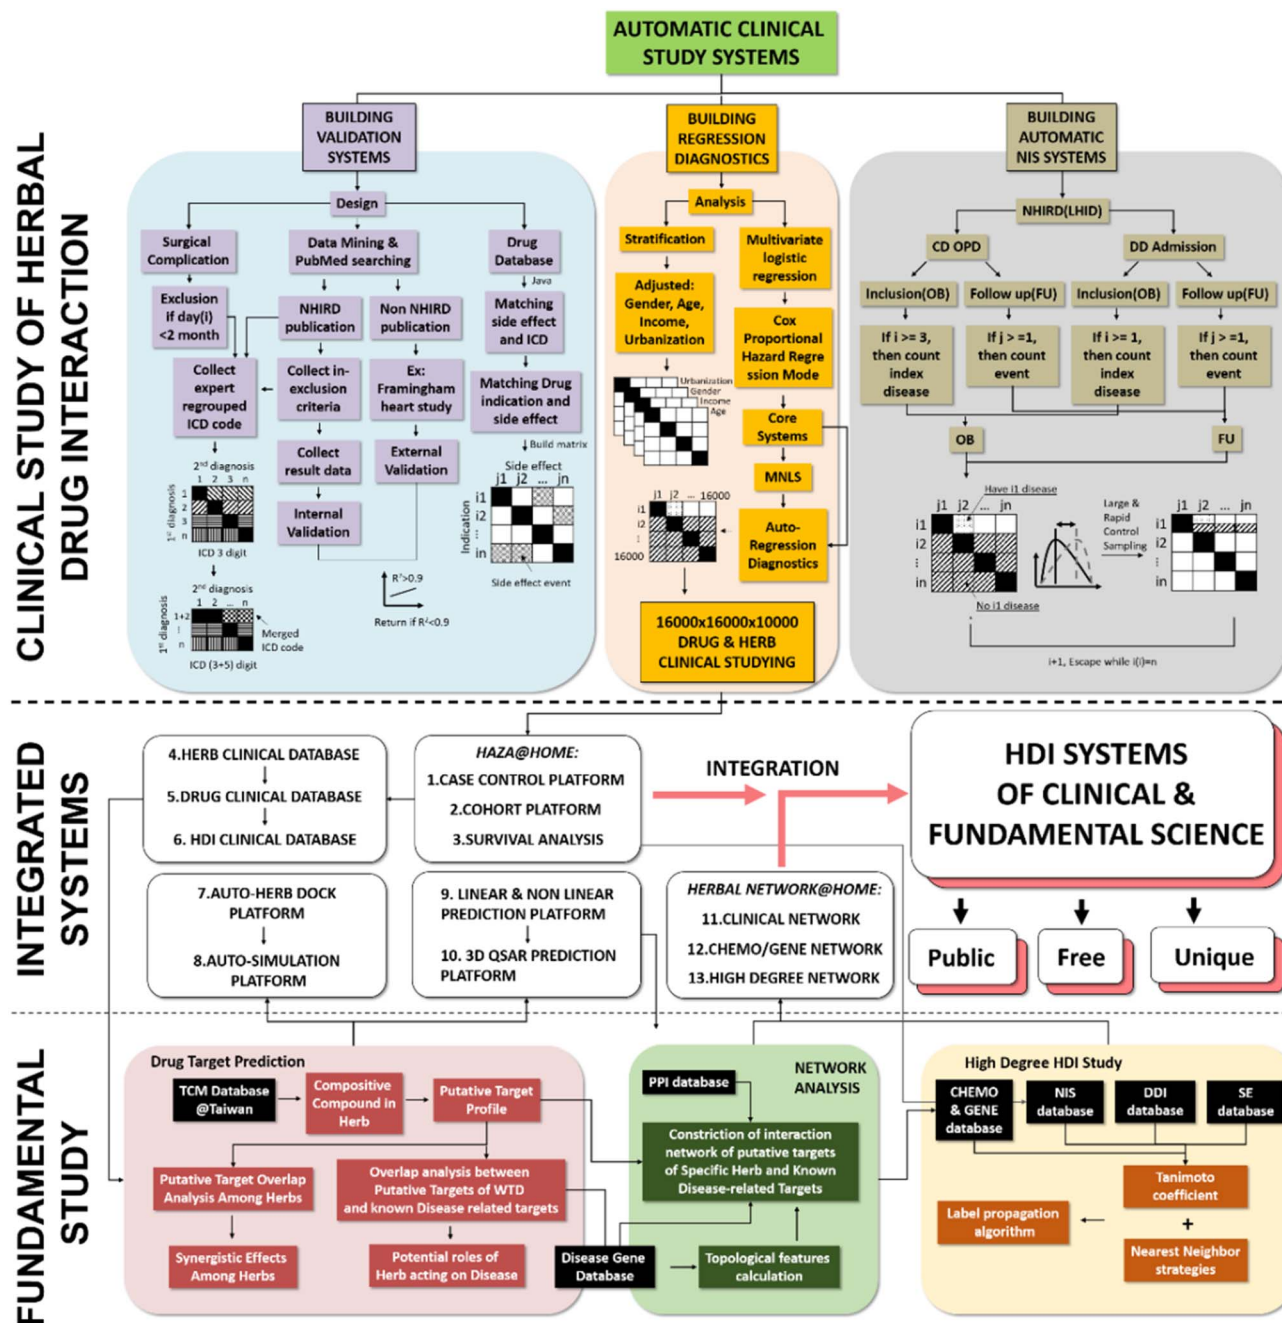 AUTOMATIC CLINICAL
STUDY SYSTEMS
CLINICAL STUDY OF HERBAL
DRUG INTERACTION
BUILDING
VALIDATION
SYSTEMS
Design
Surgical
Complication
Exclusion
if day(i)
<2 month
Collect
expert
regrouped
ICD code
2nd diagnosis
1 2 3 n
1st diagnosis
1
2
3
n
ICD 3 digit
2nd diagnosis
1 2 ... n
1st diagnosis
1+2
⋮
n
Merged
ICD code
ICD (3+5) digit
Data Mining &
PubMed searching
NHIRD
publication
Collect in-
exclusion
criteria
Collect
result data
Internal
Validation
Non NHIRD
publication
Ex:
Framingham
heart study
External
Validation
R²>0.9
Return if R²<0.9
Drug
Database
Java
Matching
side effect
and ICD
Matching Drug
indication and
side effect
Build matrix
Side effect
j1 j2 ... jn
Indication
i1
i2
⋮
in
Side effect event
BUILDING
REGRESSION
DIAGNOSTICS
Analysis
Stratification
Adjusted:
Gender, Age,
Income,
Urbanization
Urbanization
Gender
Income
Age
j1 j2 ... 16000
i1
i2
⋮
16000
Multivariate
logistic
regression
Cox
Proportional
Hazard Regre
ssion Mode
Core
Systems
MNLS
Auto-
Regression
Diagnostics
16000x16000x10000
DRUG & HERB
CLINICAL STUDYING
BUILDING
AUTOMATIC
NIS SYSTEMS
NHIRD(LHID)
CD OPD
DD Admission
Inclusion(OB)
Follow up(FU)
Inclusion(OB)
Follow up(FU)
If i >= 3,
then count
index
disease
If j > =1,
then count
event
If i >= 1,
then count
index
disease
If j > =1,
then count
event
OB
FU
Have i1 disease
j1 j2 ... jn
i1
i2
⋮
in
No i1 disease
Large &
Rapid
Control
Sampling
j1 j2 ... jn
i1
i2
⋮
in
i+1, Escape while i(i)=n
INTEGRATED
SYSTEMS
4.HERB CLINICAL DATABASE
5.DRUG CLINICAL DATABASE
6. HDI CLINICAL DATABASE
HAZA@HOME:
1.CASE CONTROL PLATFORM
2.COHORT PLATFORM
3.SURVIVAL ANALYSIS
INTEGRATION
HDI SYSTEMS
OF CLINICAL &
FUNDAMENTAL SCIENCE
7.AUTO-HERB DOCK
PLATFORM
8.AUTO-SIMULATION
PLATFORM
9. LINEAR & NON LINEAR
PREDICTION PLATFORM
10. 3D QSAR PREDICTION
PLATFORM
HERBAL NETWORK@HOME:
11.CLINICAL NETWORK
12.CHEMO/GENE NETWORK
13.HIGH DEGREE NETWORK
Public
Free
Unique
FUNDAMENTAL
STUDY
Drug Target Prediction
TCM Database
@Taiwan
Compositive
Compound in
Herb
Putative Target
Profile
Putative Target Overlap
Analysis Among Herbs
Overlap analysis between
Putative Targets of WTD
and known Disease related targets
Synergistic Effects
Among Herbs
Potential roles of
Herb acting on Disease
Disease Gene
Database
NETWORK
ANALYSIS
PPI database
Constriction of interaction
network of putative targets
of Specific Herb and Known
Disease-related Targets
Topological features
calculation
High Degree HDI Study
CHEMO
& GENE
database
NIS
database
DDI
database
SE
database
Tanimoto
coefficient
+
Nearest Neighbor
strategies
Label propagation
algorithm